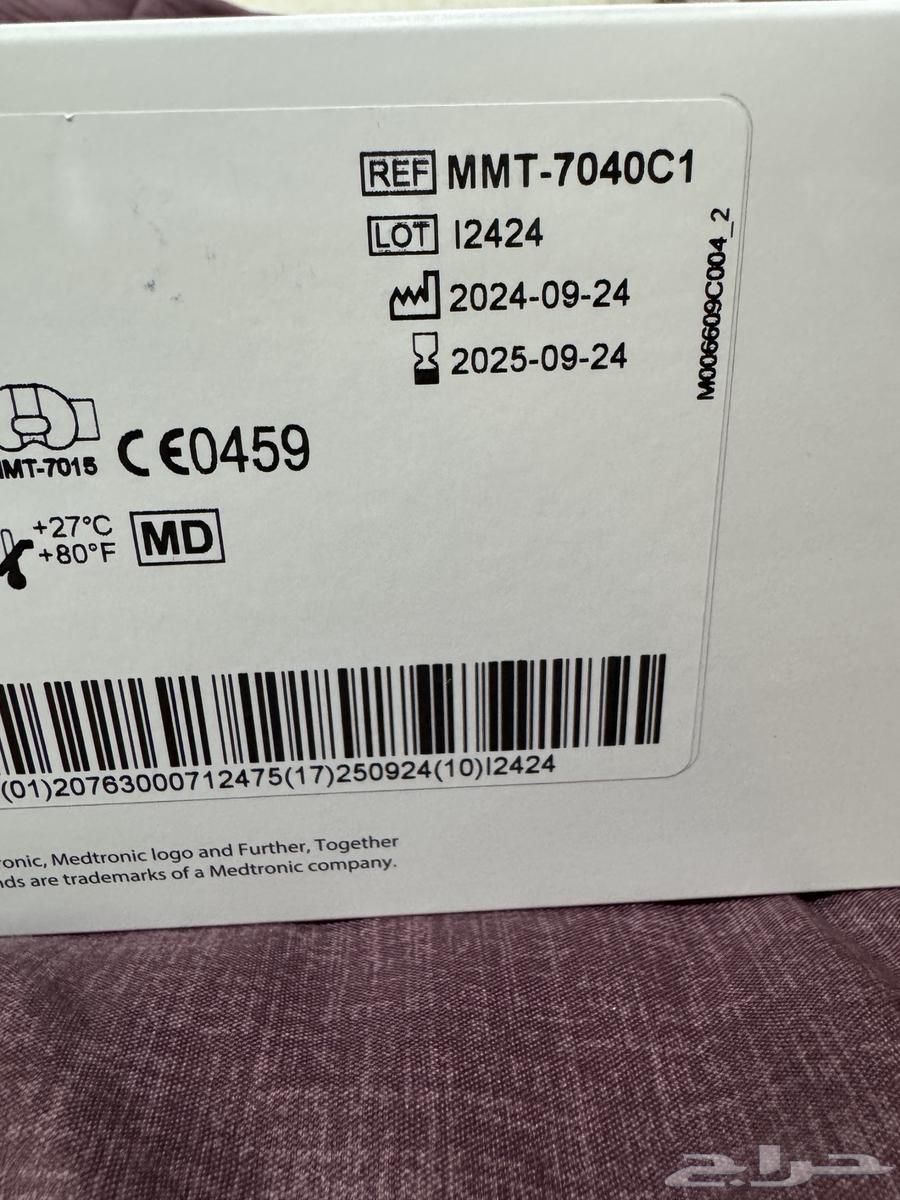 REF MMT-7040C1
LOT I2424
2024-09-24
2025-09-24
M006609C004_2
MMT-7015
CE0459
+27°C
+80°F
MD
(01)20763000712475(17)250924(10)I2424
ronic, Medtronic logo and Further, Together
nds are trademarks of a Medtronic company.
حراج